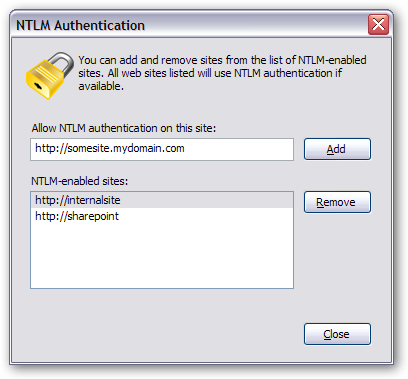 NTLM Authentication
You can add and remove sites from the list of NTLM-enabled
sites. All web sites listed will use NTLM authentication if
available.
Allow NTLM authentication on this site:
http://somesite.mydomain.com
Add
NTLM-enabled sites:
http://internalsite
Remove
http://sharepoint
Close